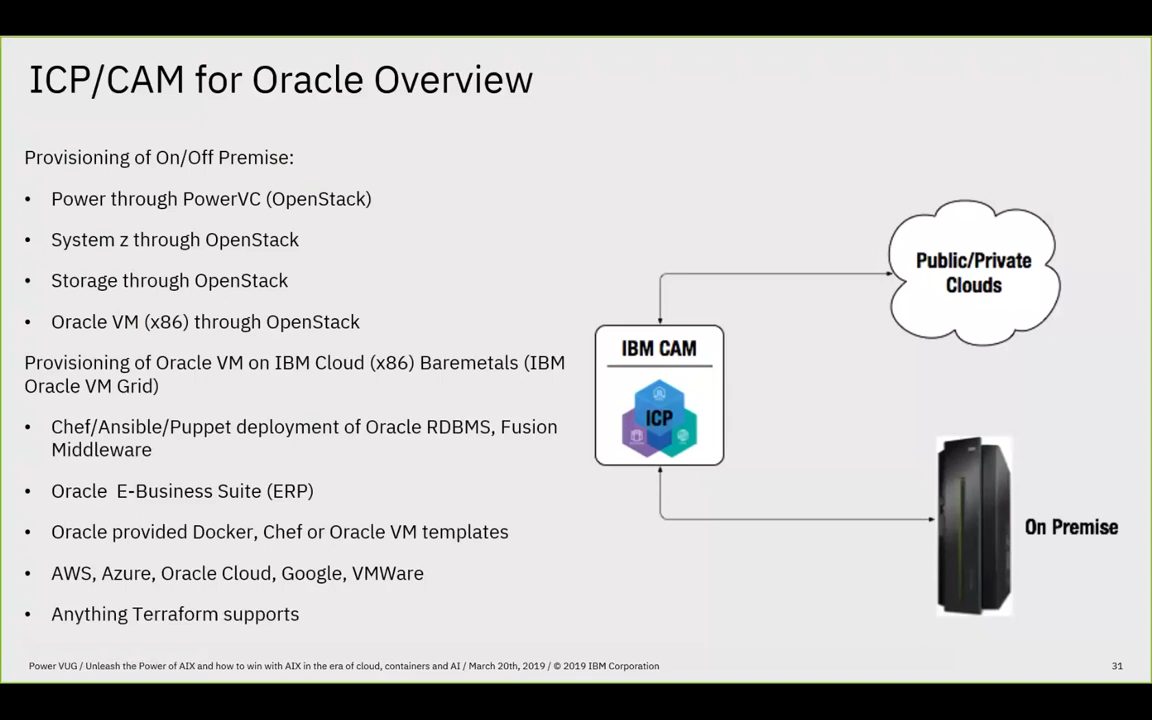 ICP/CAM for Oracle Overview
Provisioning of On/Off Premise:
• Power through PowerVC (OpenStack)
• System z through OpenStack
• Storage through OpenStack
• Oracle VM (x86) through OpenStack
Provisioning of Oracle VM on IBM Cloud (x86) Baremetals (IBM
Oracle VM Grid)
• Chef/Ansible/Puppet deployment of Oracle RDBMS, Fusion
Middleware
• Oracle E-Business Suite (ERP)
• Oracle provided Docker, Chef or Oracle VM templates
• AWS, Azure, Oracle Cloud, Google, VMWare
• Anything Terraform supports
Public/Private
Clouds
IBM CAM
ICP
On Premise
Power VUG / Unleash the Power of AIX and how to win with AIX in the era of cloud, containers and AI / March 20th, 2019 / © 2019 IBM Corporation
31